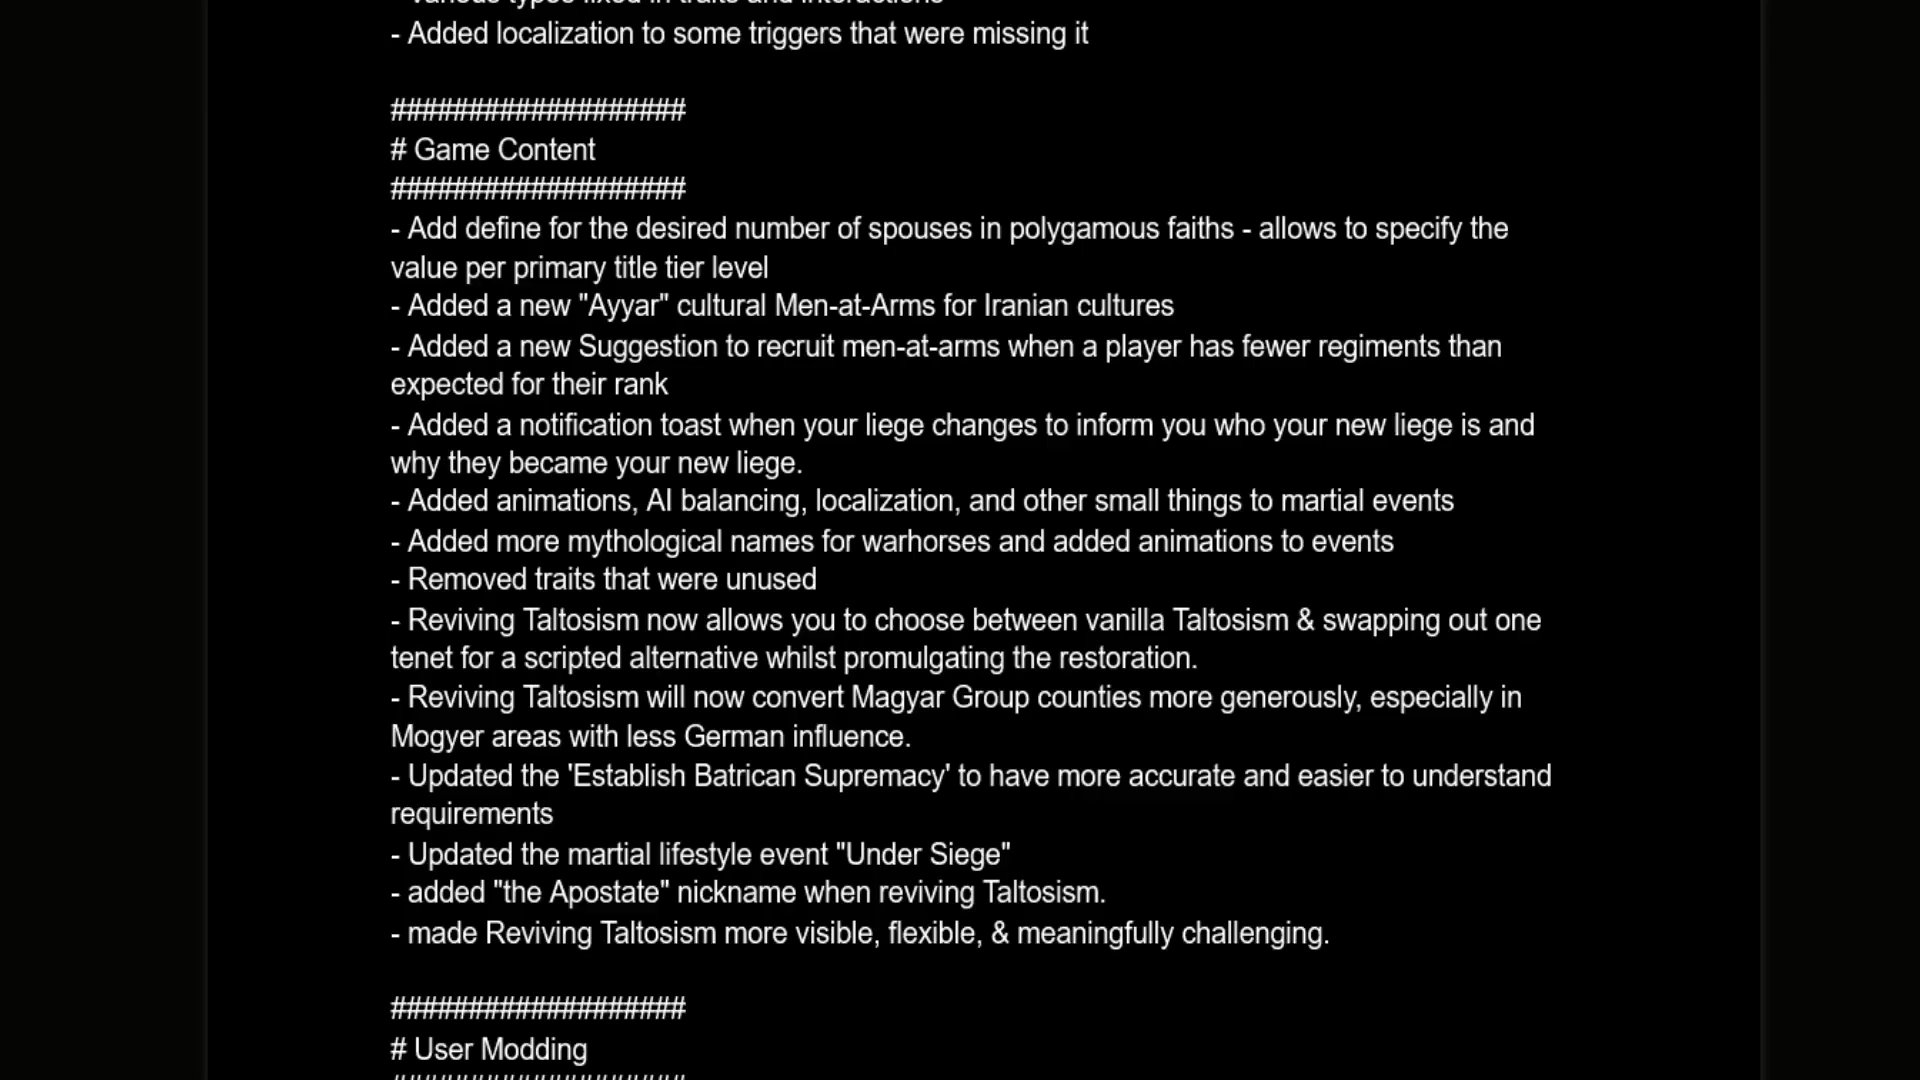 - Various typos fixed in traits and interactions
- Added localization to some triggers that were missing it
###################
# Game Content
###################
- Add define for the desired number of spouses in polygamous faiths - allows to specify the
value per primary title tier level
- Added a new "Ayyar" cultural Men-at-Arms for Iranian cultures
- Added a new Suggestion to recruit men-at-arms when a player has fewer regiments than
expected for their rank
- Added a notification toast when your liege changes to inform you who your new liege is and
why they became your new liege.
- Added animations, AI balancing, localization, and other small things to martial events
- Added more mythological names for warhorses and added animations to events
- Removed traits that were unused
- Reviving Taltosism now allows you to choose between vanilla Taltosism & swapping out one
tenet for a scripted alternative whilst promulgating the restoration.
- Reviving Taltosism will now convert Magyar Group counties more generously, especially in
Mogyer areas with less German influence.
- Updated the 'Establish Batrican Supremacy' to have more accurate and easier to understand
requirements
- Updated the martial lifestyle event "Under Siege"
- added "the Apostate" nickname when reviving Taltosism.
- made Reviving Taltosism more visible, flexible, & meaningfully challenging.
###################
# User Modding
###################